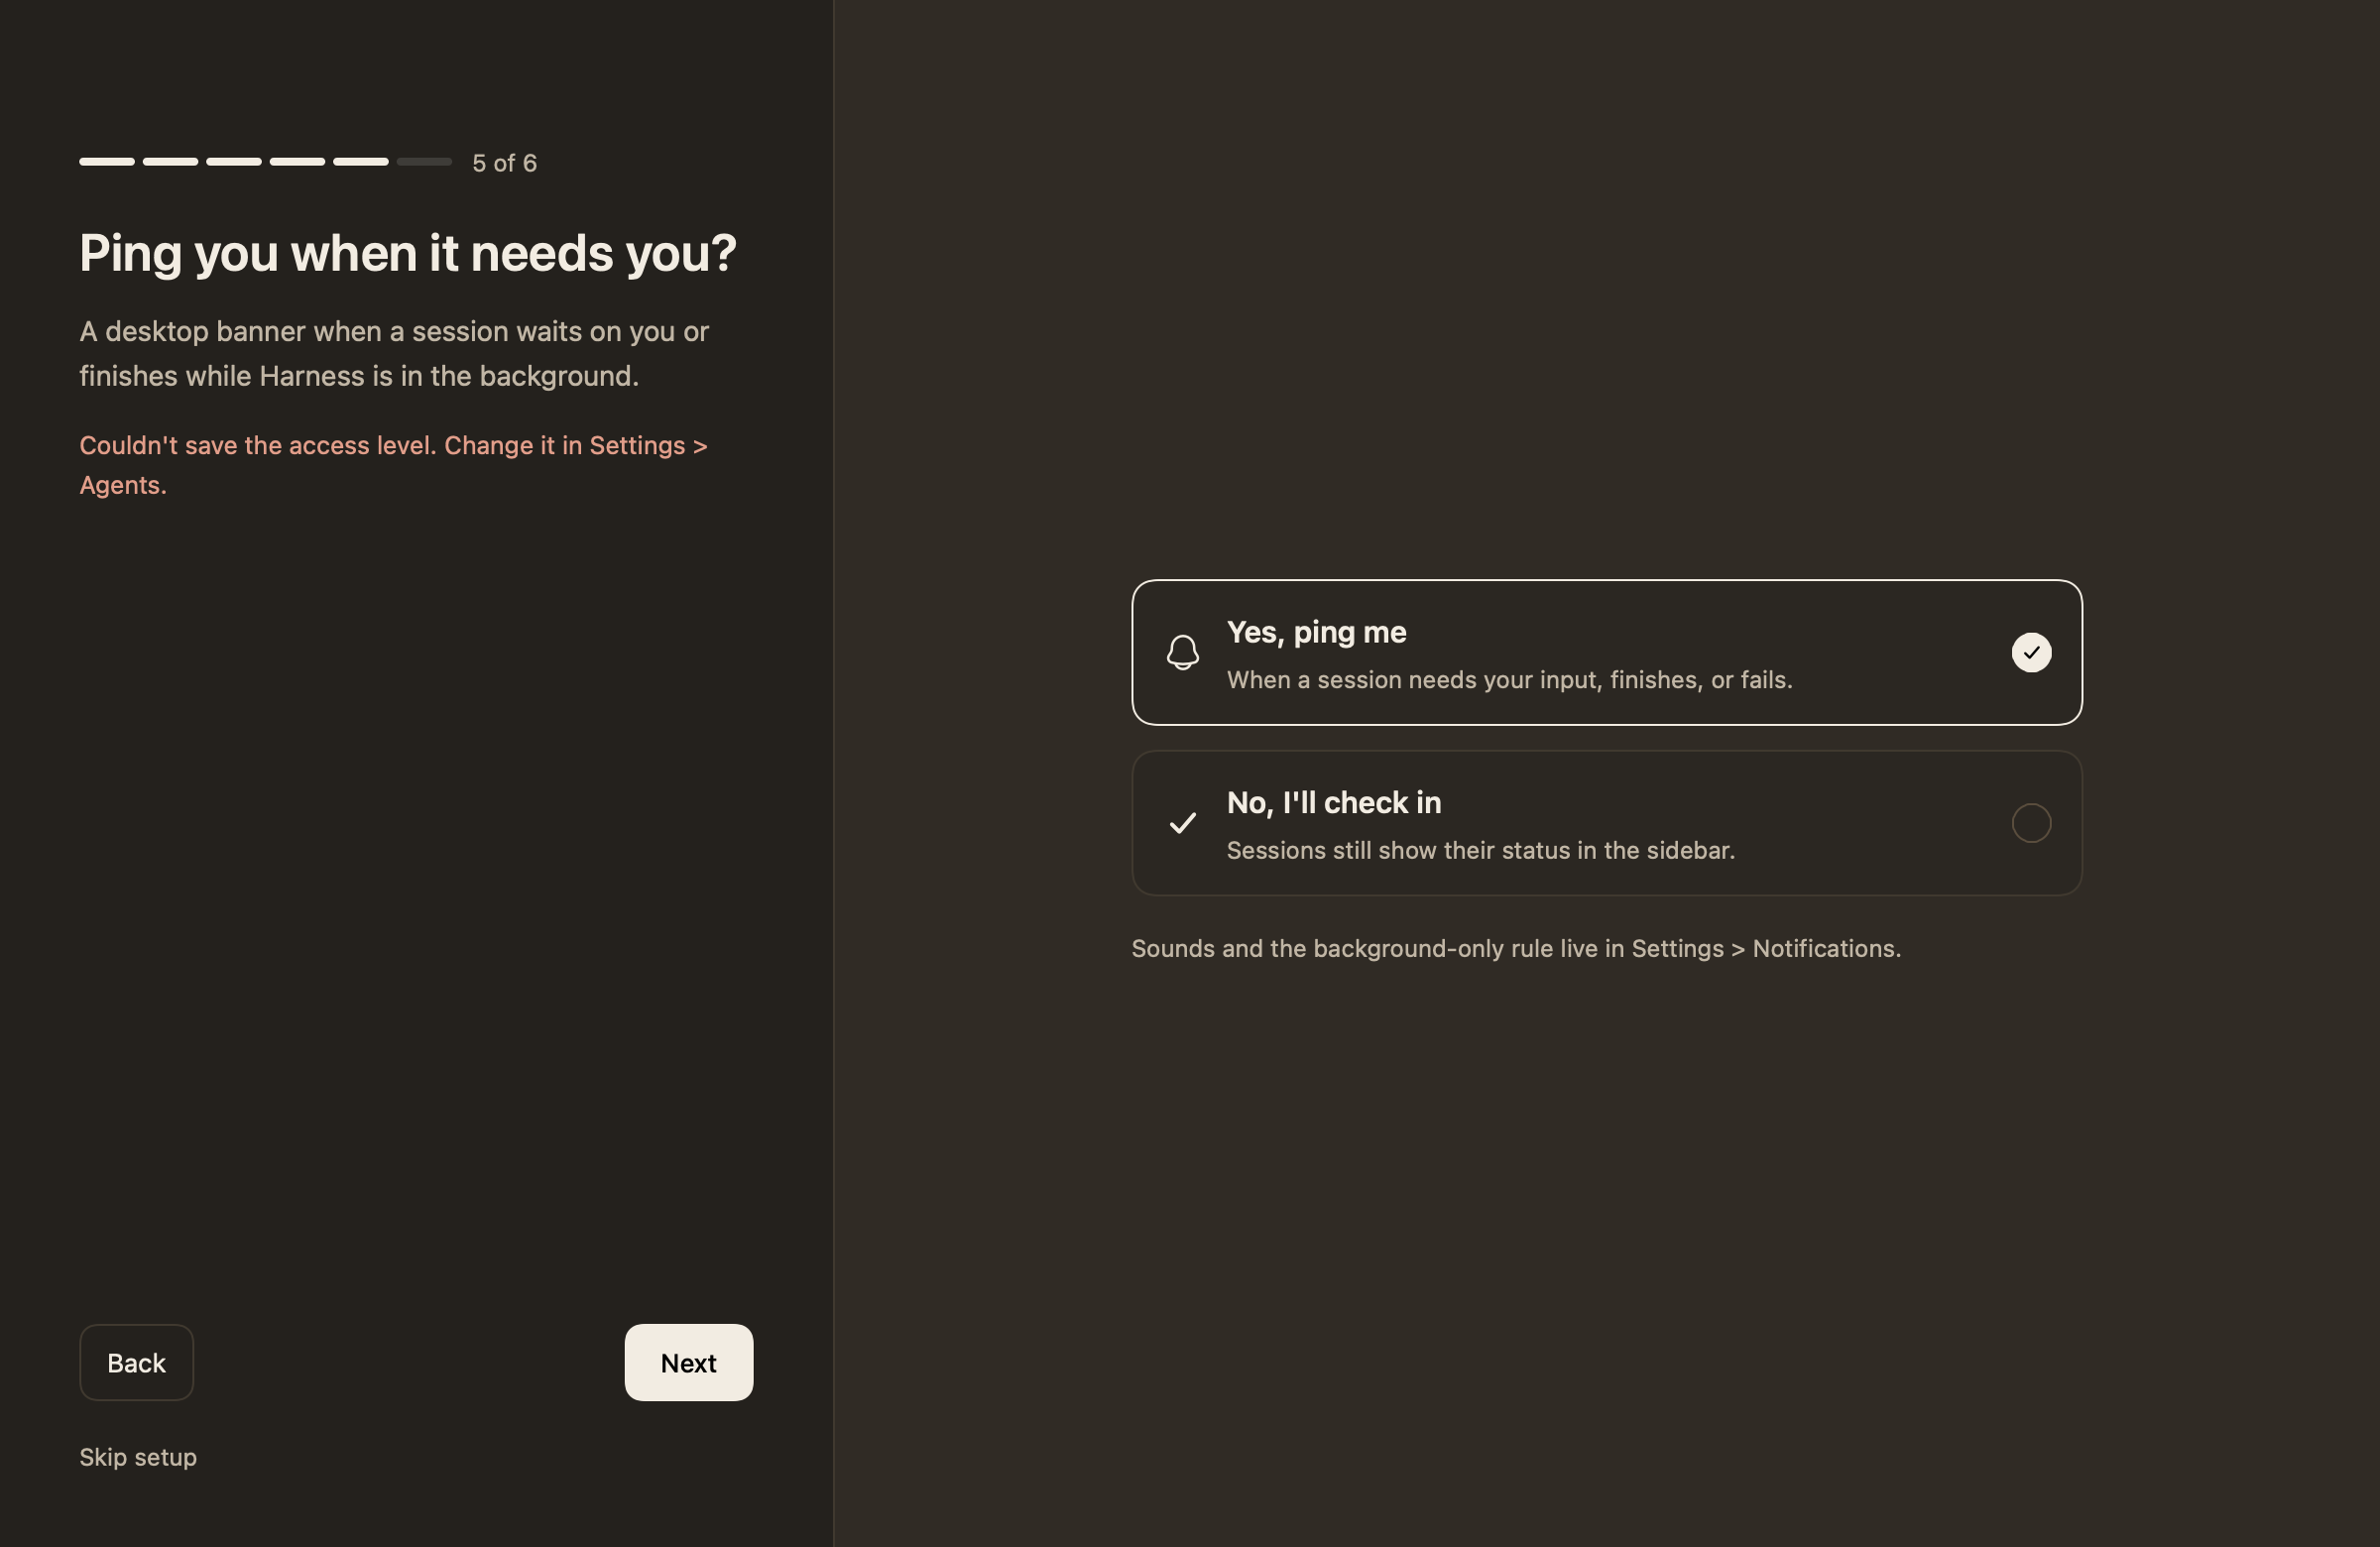 5 of 6
Ping you when it needs you?
A desktop banner when a session waits on you or
finishes while Harness is in the background.
Couldn't save the access level. Change it in Settings >
Agents.
Back
Next
Skip setup
Yes, ping me
When a session needs your input, finishes, or fails.
No, I'll check in
Sessions still show their status in the sidebar.
Sounds and the background-only rule live in Settings > Notifications.